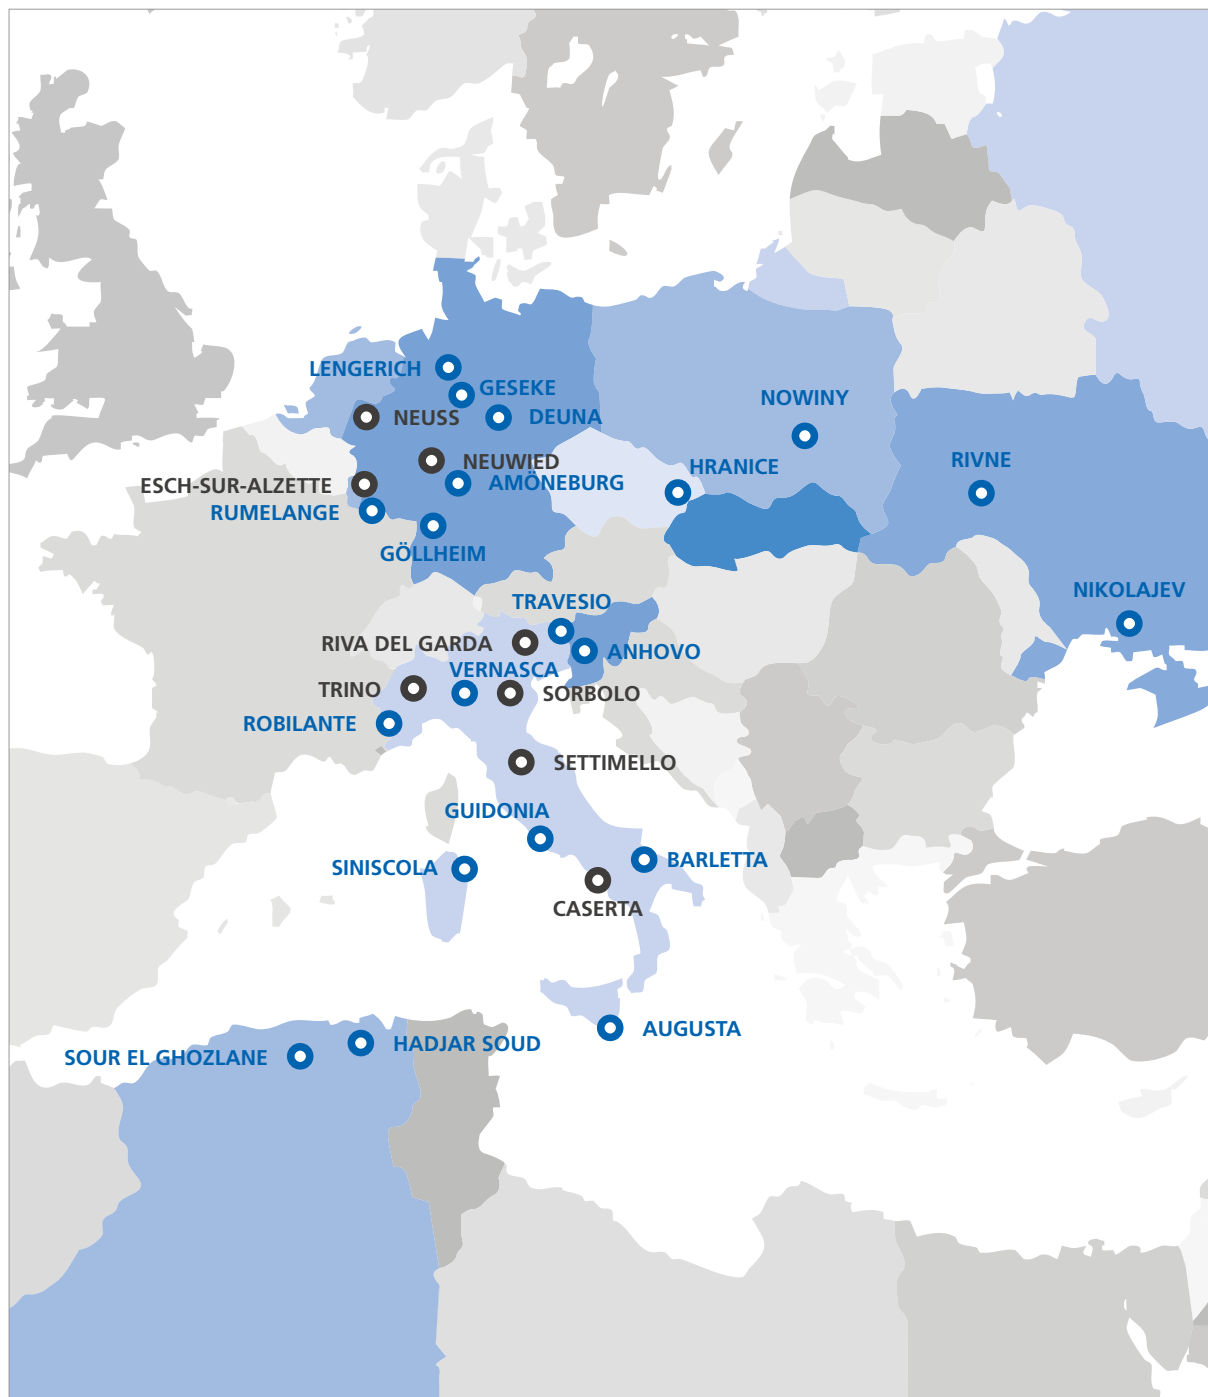 LENGERICH
GESEKE
NOWINY
NEUSS
DEUNA
RIVNE
NEUWIED
HRANICE
ESCH-SUR-ALZETTE
AMÖNEBURG
RUMELANGE
GÖLLHEIM
NIKOLAJEV
TRAVESIO
RIVA DEL GARDA
ANHOVO
VERNASCA
TRINO
SORBOLO
ROBILANTE
SETTIMELLO
GUIDONIA
BARLETTA
SINISCOLA
CASERTA
AUGUSTA
HADJAR SOUD
SOUR EL GHOZLANE